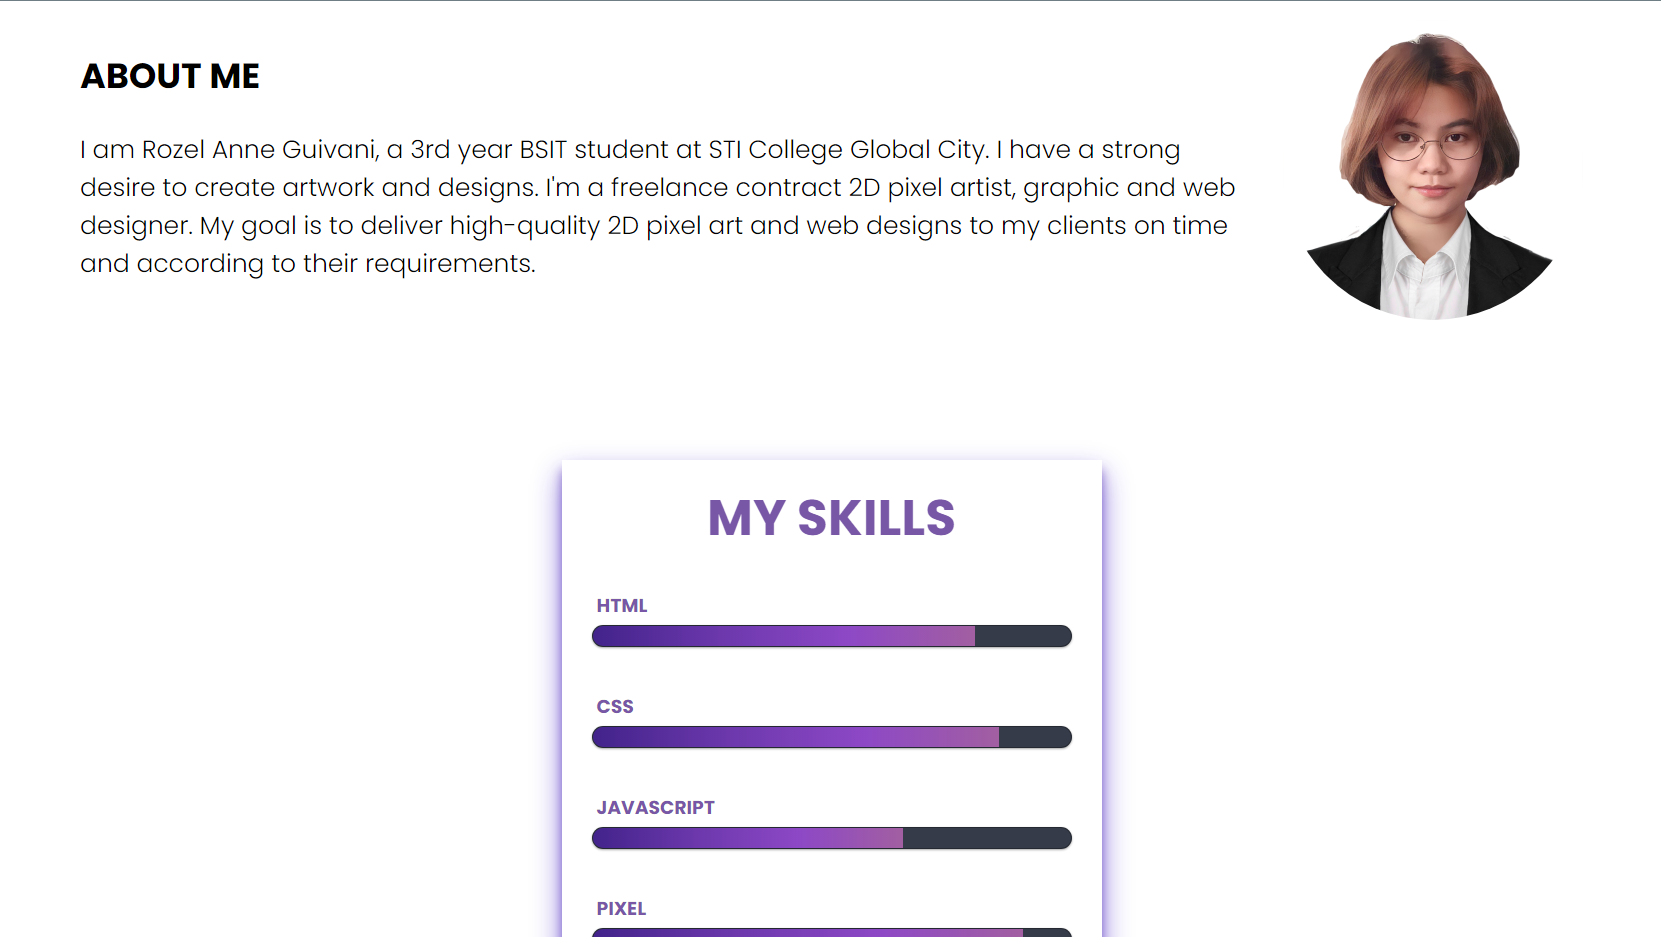 ABOUT ME
I am Rozel Anne Guivani, a 3rd year BSIT student at STI College Global City. I have a strong
desire to create artwork and designs. I'm a freelance contract 2D pixel artist, graphic and web
designer. My goal is to deliver high-quality 2D pixel art and web designs to my clients on time
and according to their requirements.
MY SKILLS
HTML
CSS
JAVASCRIPT
PIXEL